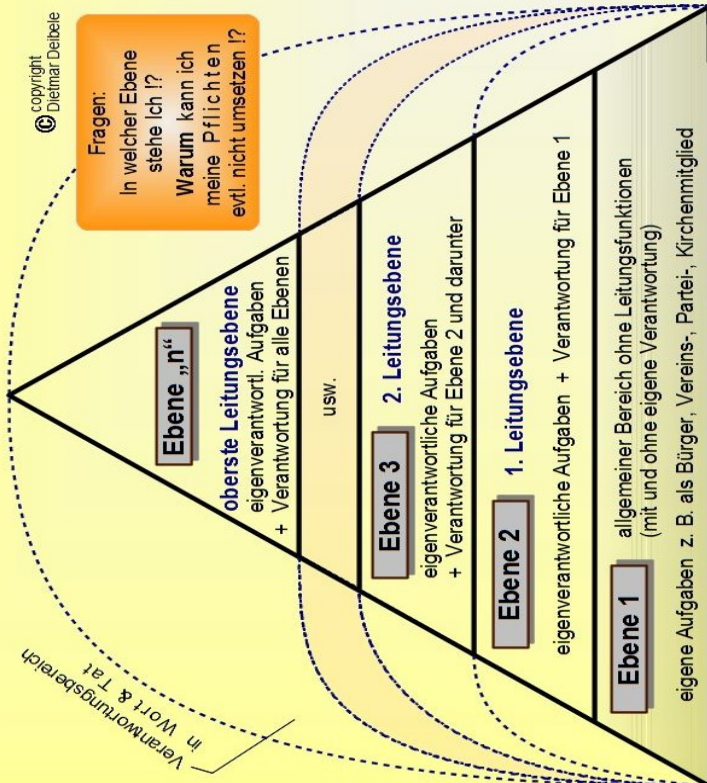 © copyright
Dietmar Deibele
Fragen:
In welcher Ebene
stehe Ich !?
Warum kann ich
meine Pflichten
evtl. nicht umsetzen !?
Verantwortungsbereich
in Wort & Tat
Ebene „n“
oberste Leitungsebene
eigenverantwortl. Aufgaben
+ Verantwortung für alle Ebenen
usw.
Ebene 3 2. Leitungsebene
eigenverantwortliche Aufgaben
+ Verantwortung für Ebene 2 und darunter
Ebene 2 1. Leitungsebene
eigenverantwortliche Aufgaben + Verantwortung für Ebene 1
Ebene 1 allgemeiner Bereich ohne Leitungsfunktionen
(mit und ohne eigene Verantwortung)
eigene Aufgaben z. B. als Bürger, Vereins-, Partei-, Kirchenmitglied